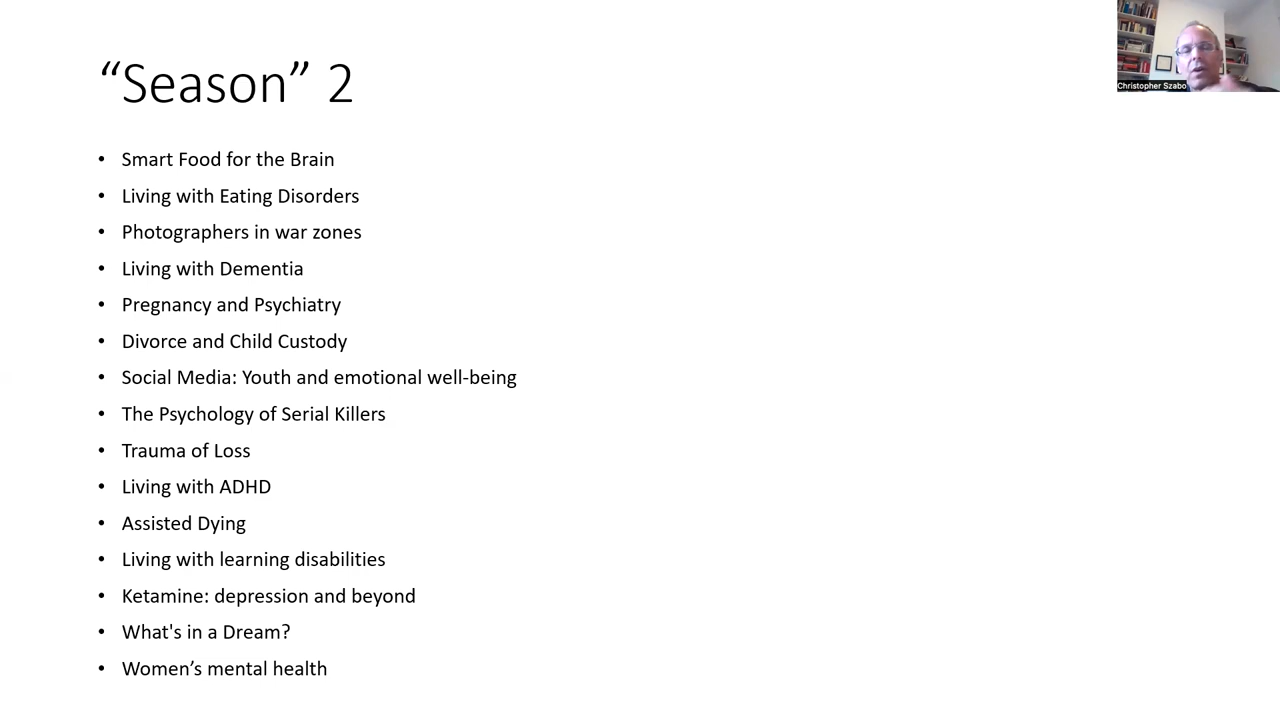 “Season” 2
• Smart Food for the Brain
• Living with Eating Disorders
• Photographers in war zones
• Living with Dementia
• Pregnancy and Psychiatry
• Divorce and Child Custody
• Social Media: Youth and emotional well-being
• The Psychology of Serial Killers
• Trauma of Loss
• Living with ADHD
• Assisted Dying
• Living with learning disabilities
• Ketamine: depression and beyond
• What's in a Dream?
• Women’s mental health
Christopher Szabo